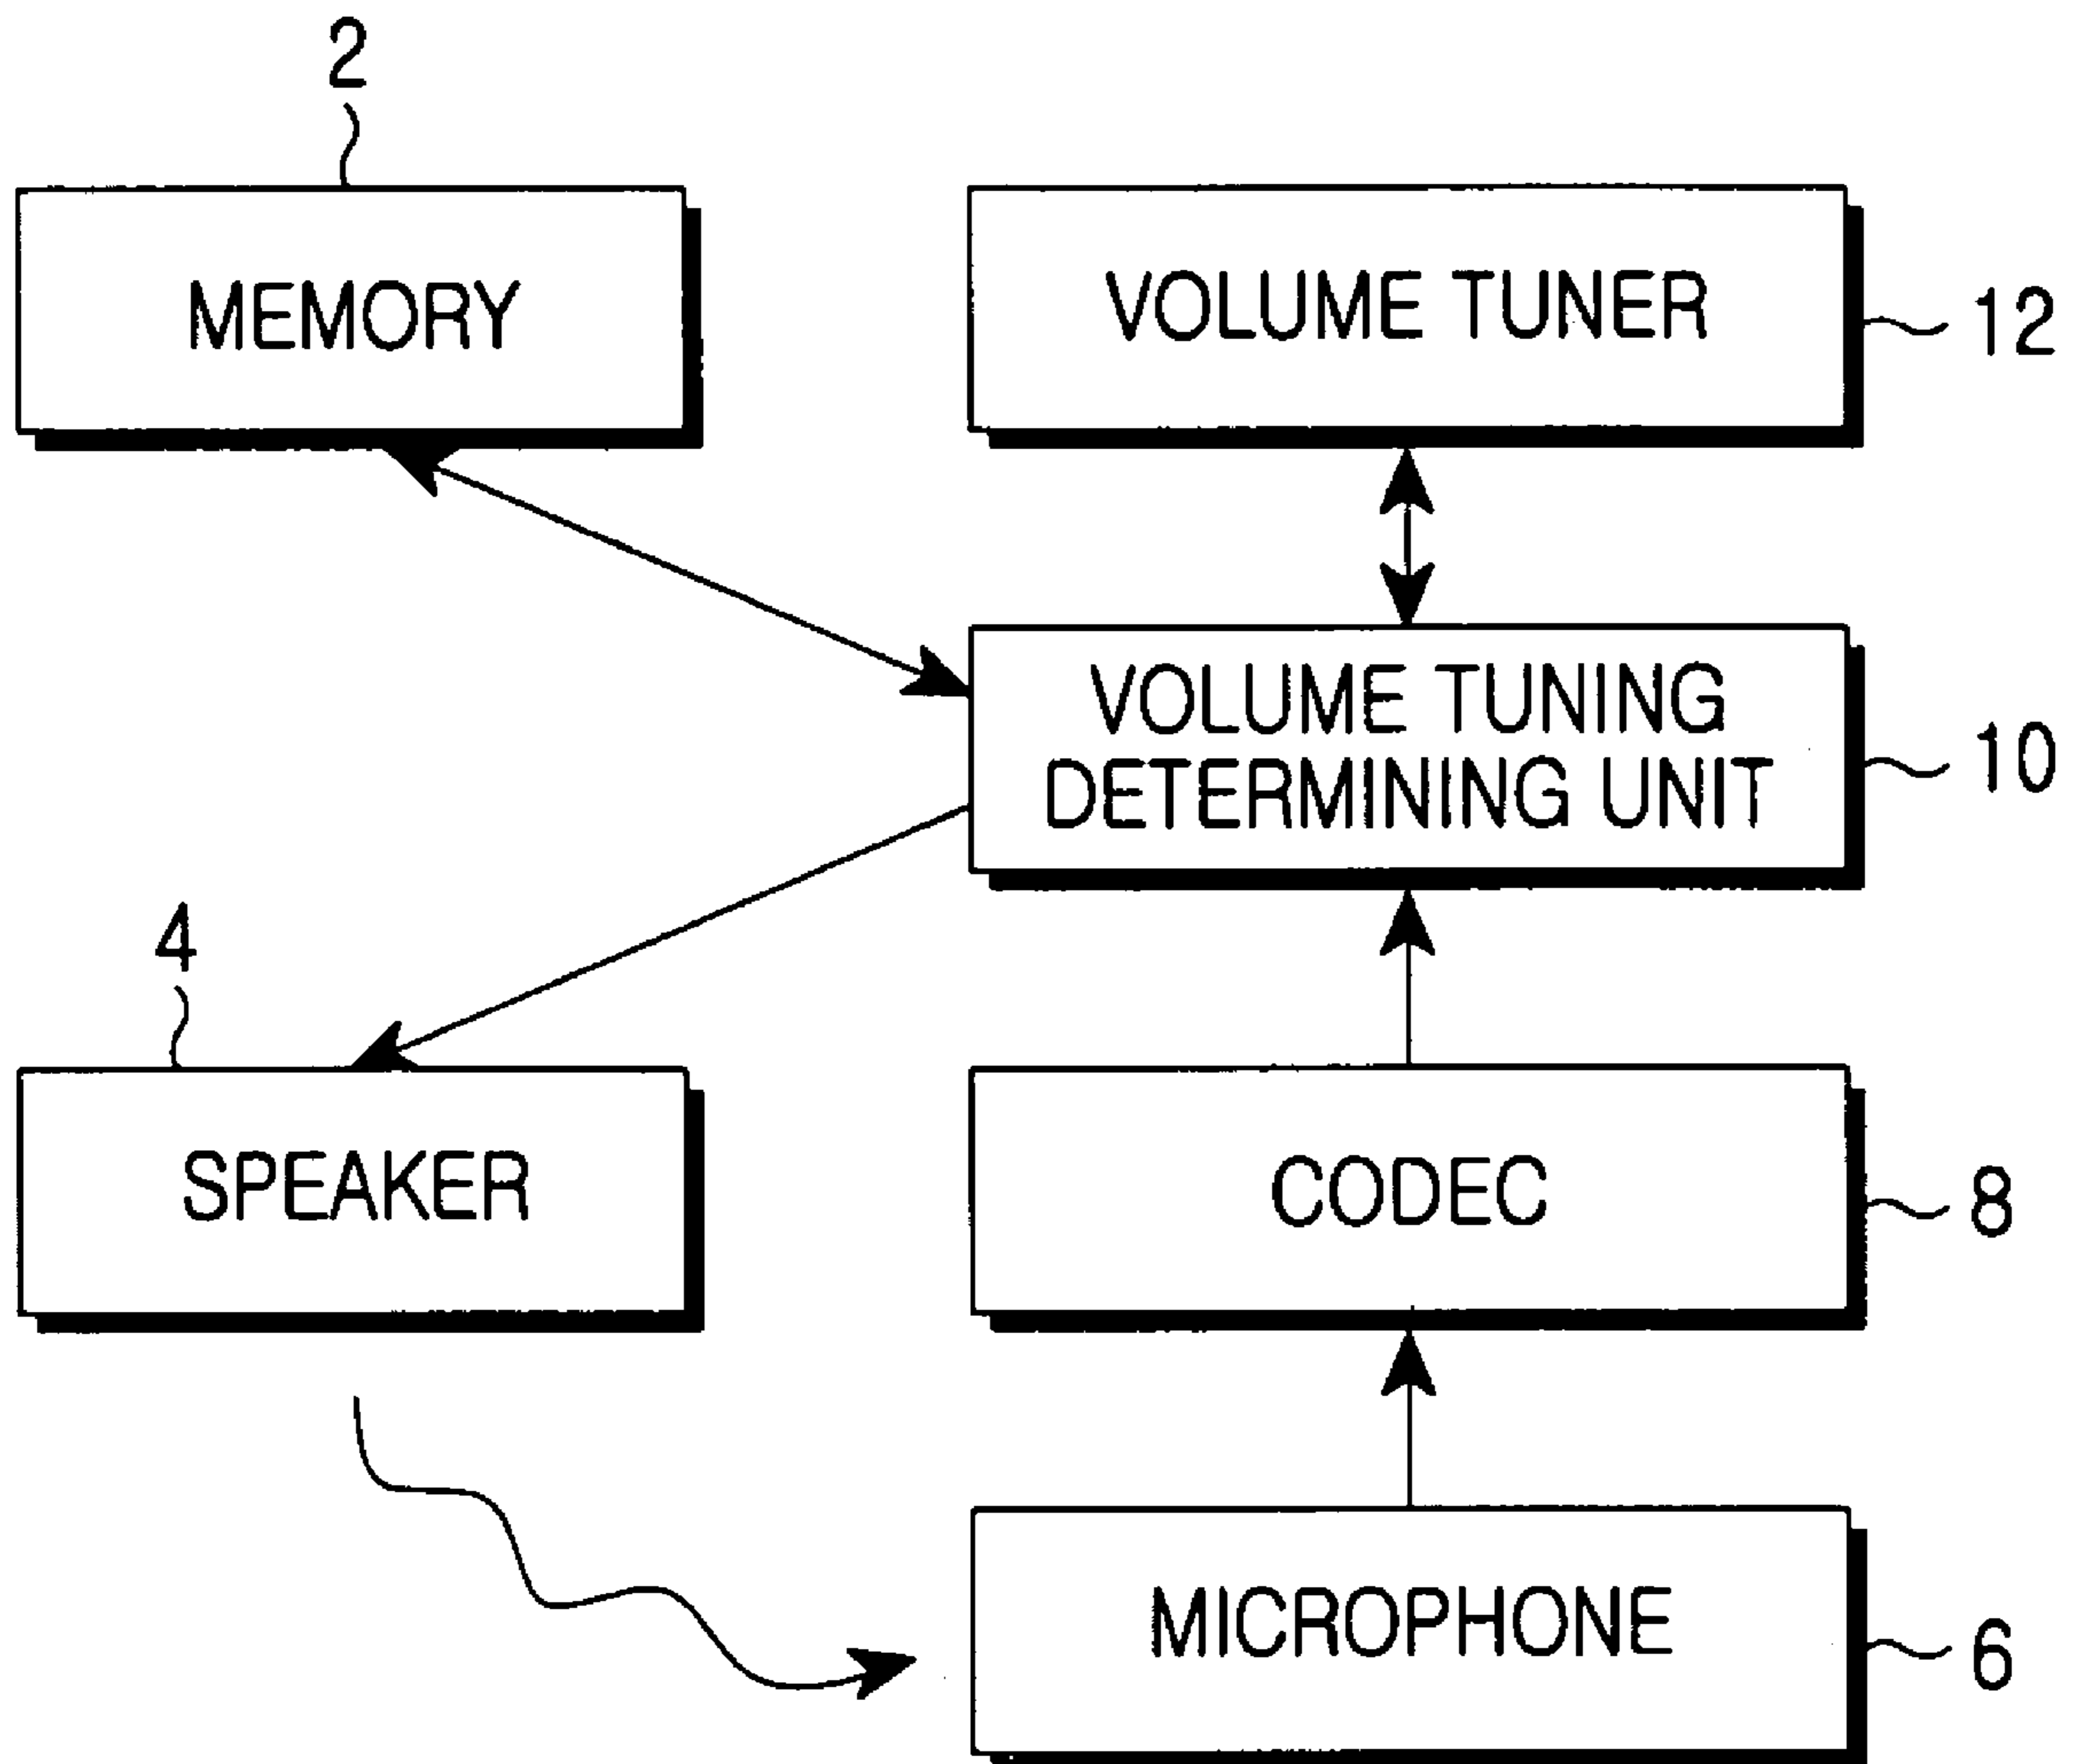 2
MEMORY
VOLUME TUNER
12
VOLUME TUNING
DETERMINING UNIT
10
4
SPEAKER
CODEC
8
MICROPHONE
6